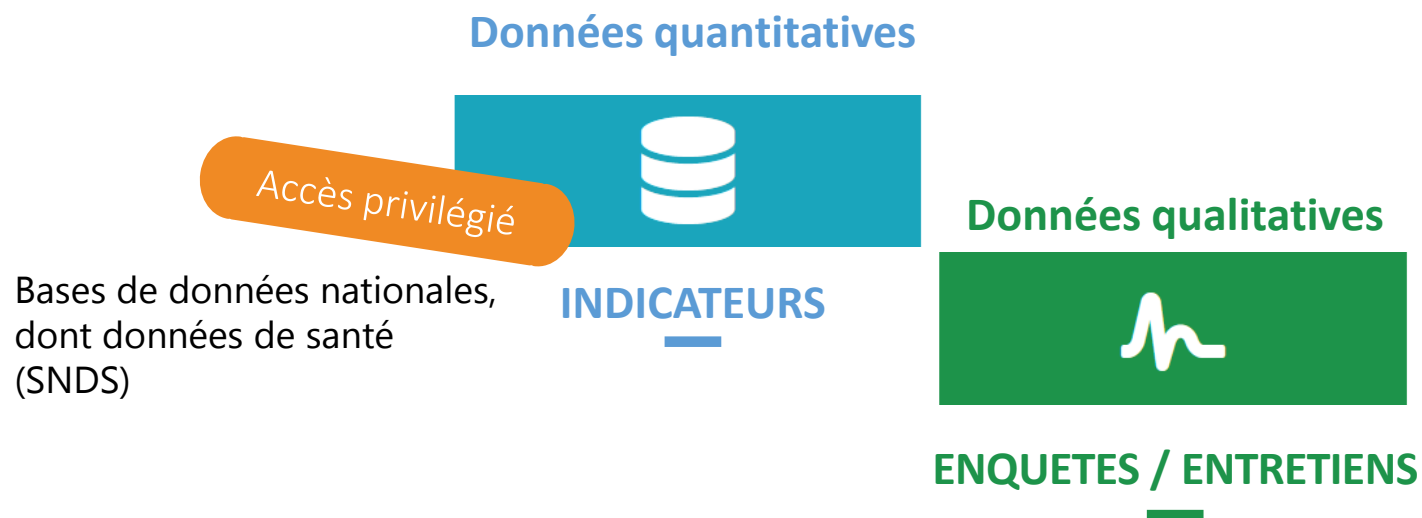 Données quantitatives
Accès privilégié
Bases de données nationales,
dont données de santé
(SNDS)
INDICATEURS
Données qualitatives
ENQUETES / ENTRETIENS